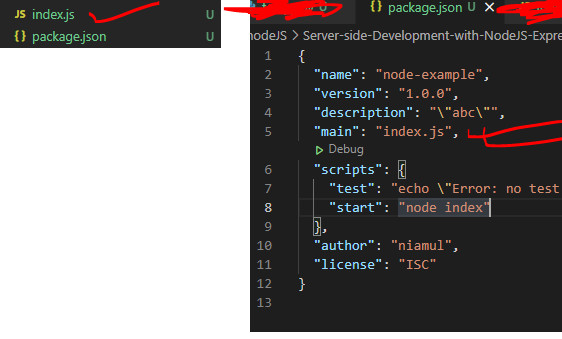 JS index.js U
{} package.json U
U {} package.json U ×
nodeJS > Server-side-Development-with-NodeJS-Expre
1 {
2 "name": "node-example",
3 "version": "1.0.0",
4 "description": "\"abc\"",
5 "main": "index.js",
Debug
6 "scripts": {
7 "test": "echo \"Error: no test
8 "start": "node index"
9 },
10 "author": "niamul",
11 "license": "ISC"
12 }
13